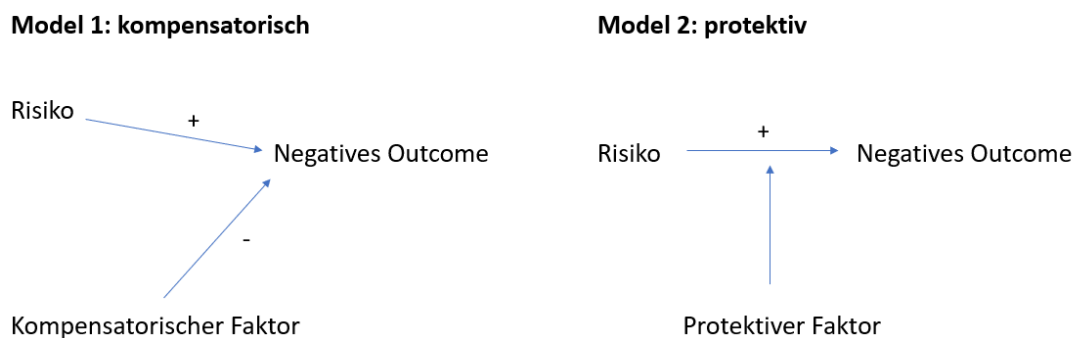 Model 1: kompensatorisch
Risiko
+
Negatives Outcome
-
Kompensatorischer Faktor
Model 2: protektiv
Risiko
+
Negatives Outcome
Protektiver Faktor